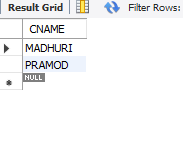 Result Grid Filter Rows:
CNAME
MADHURI
PRAMOD
NULL